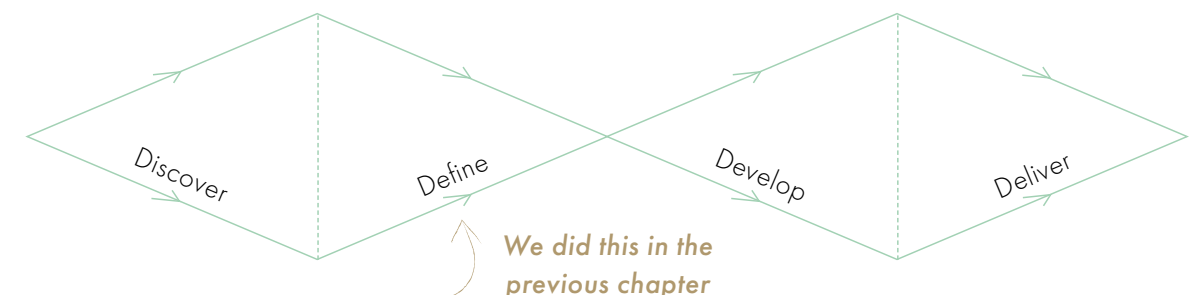 Discover
Define
Develop
Deliver
We did this in the
previous chapter